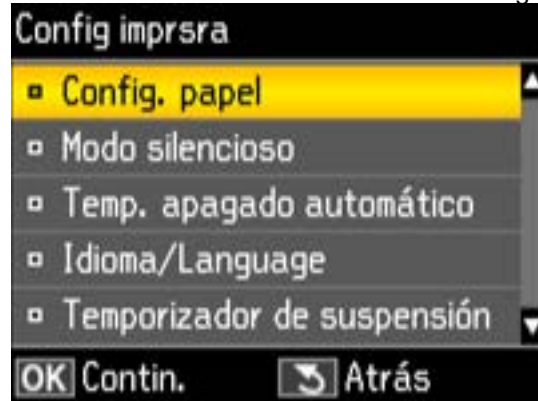 Config imprsra
Config. papel
Modo silencioso
Temp. apagado automático
Idioma/Language
Temporizador de suspensión
OK Contin. Atrás